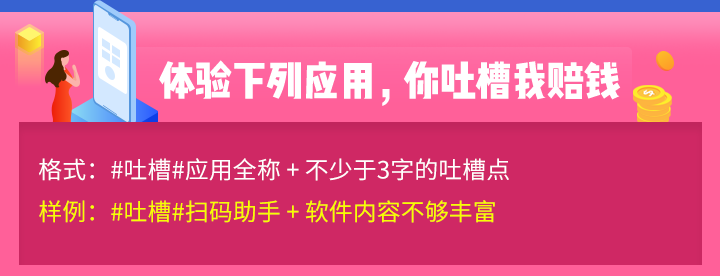 体验下列应用，你吐槽我赔钱
格式：#吐槽#应用全称 + 不少于3字的吐槽点
样例：#吐槽#扫码助手 + 软件内容不够丰富